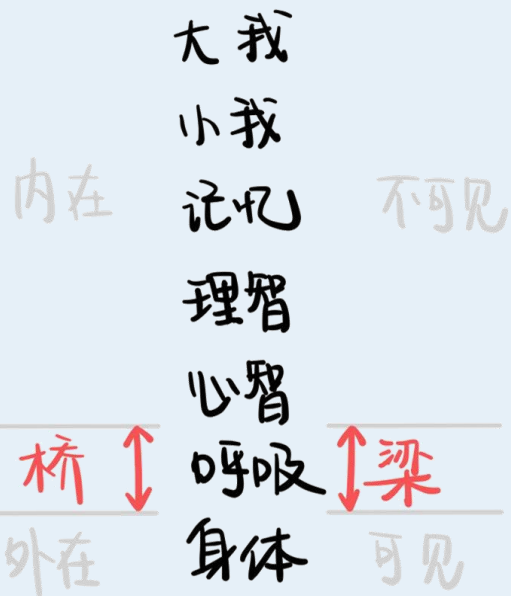 大我
小我
内在 记忆 不可见
理智
心智
桥 呼吸 梁
外在 身体 可见